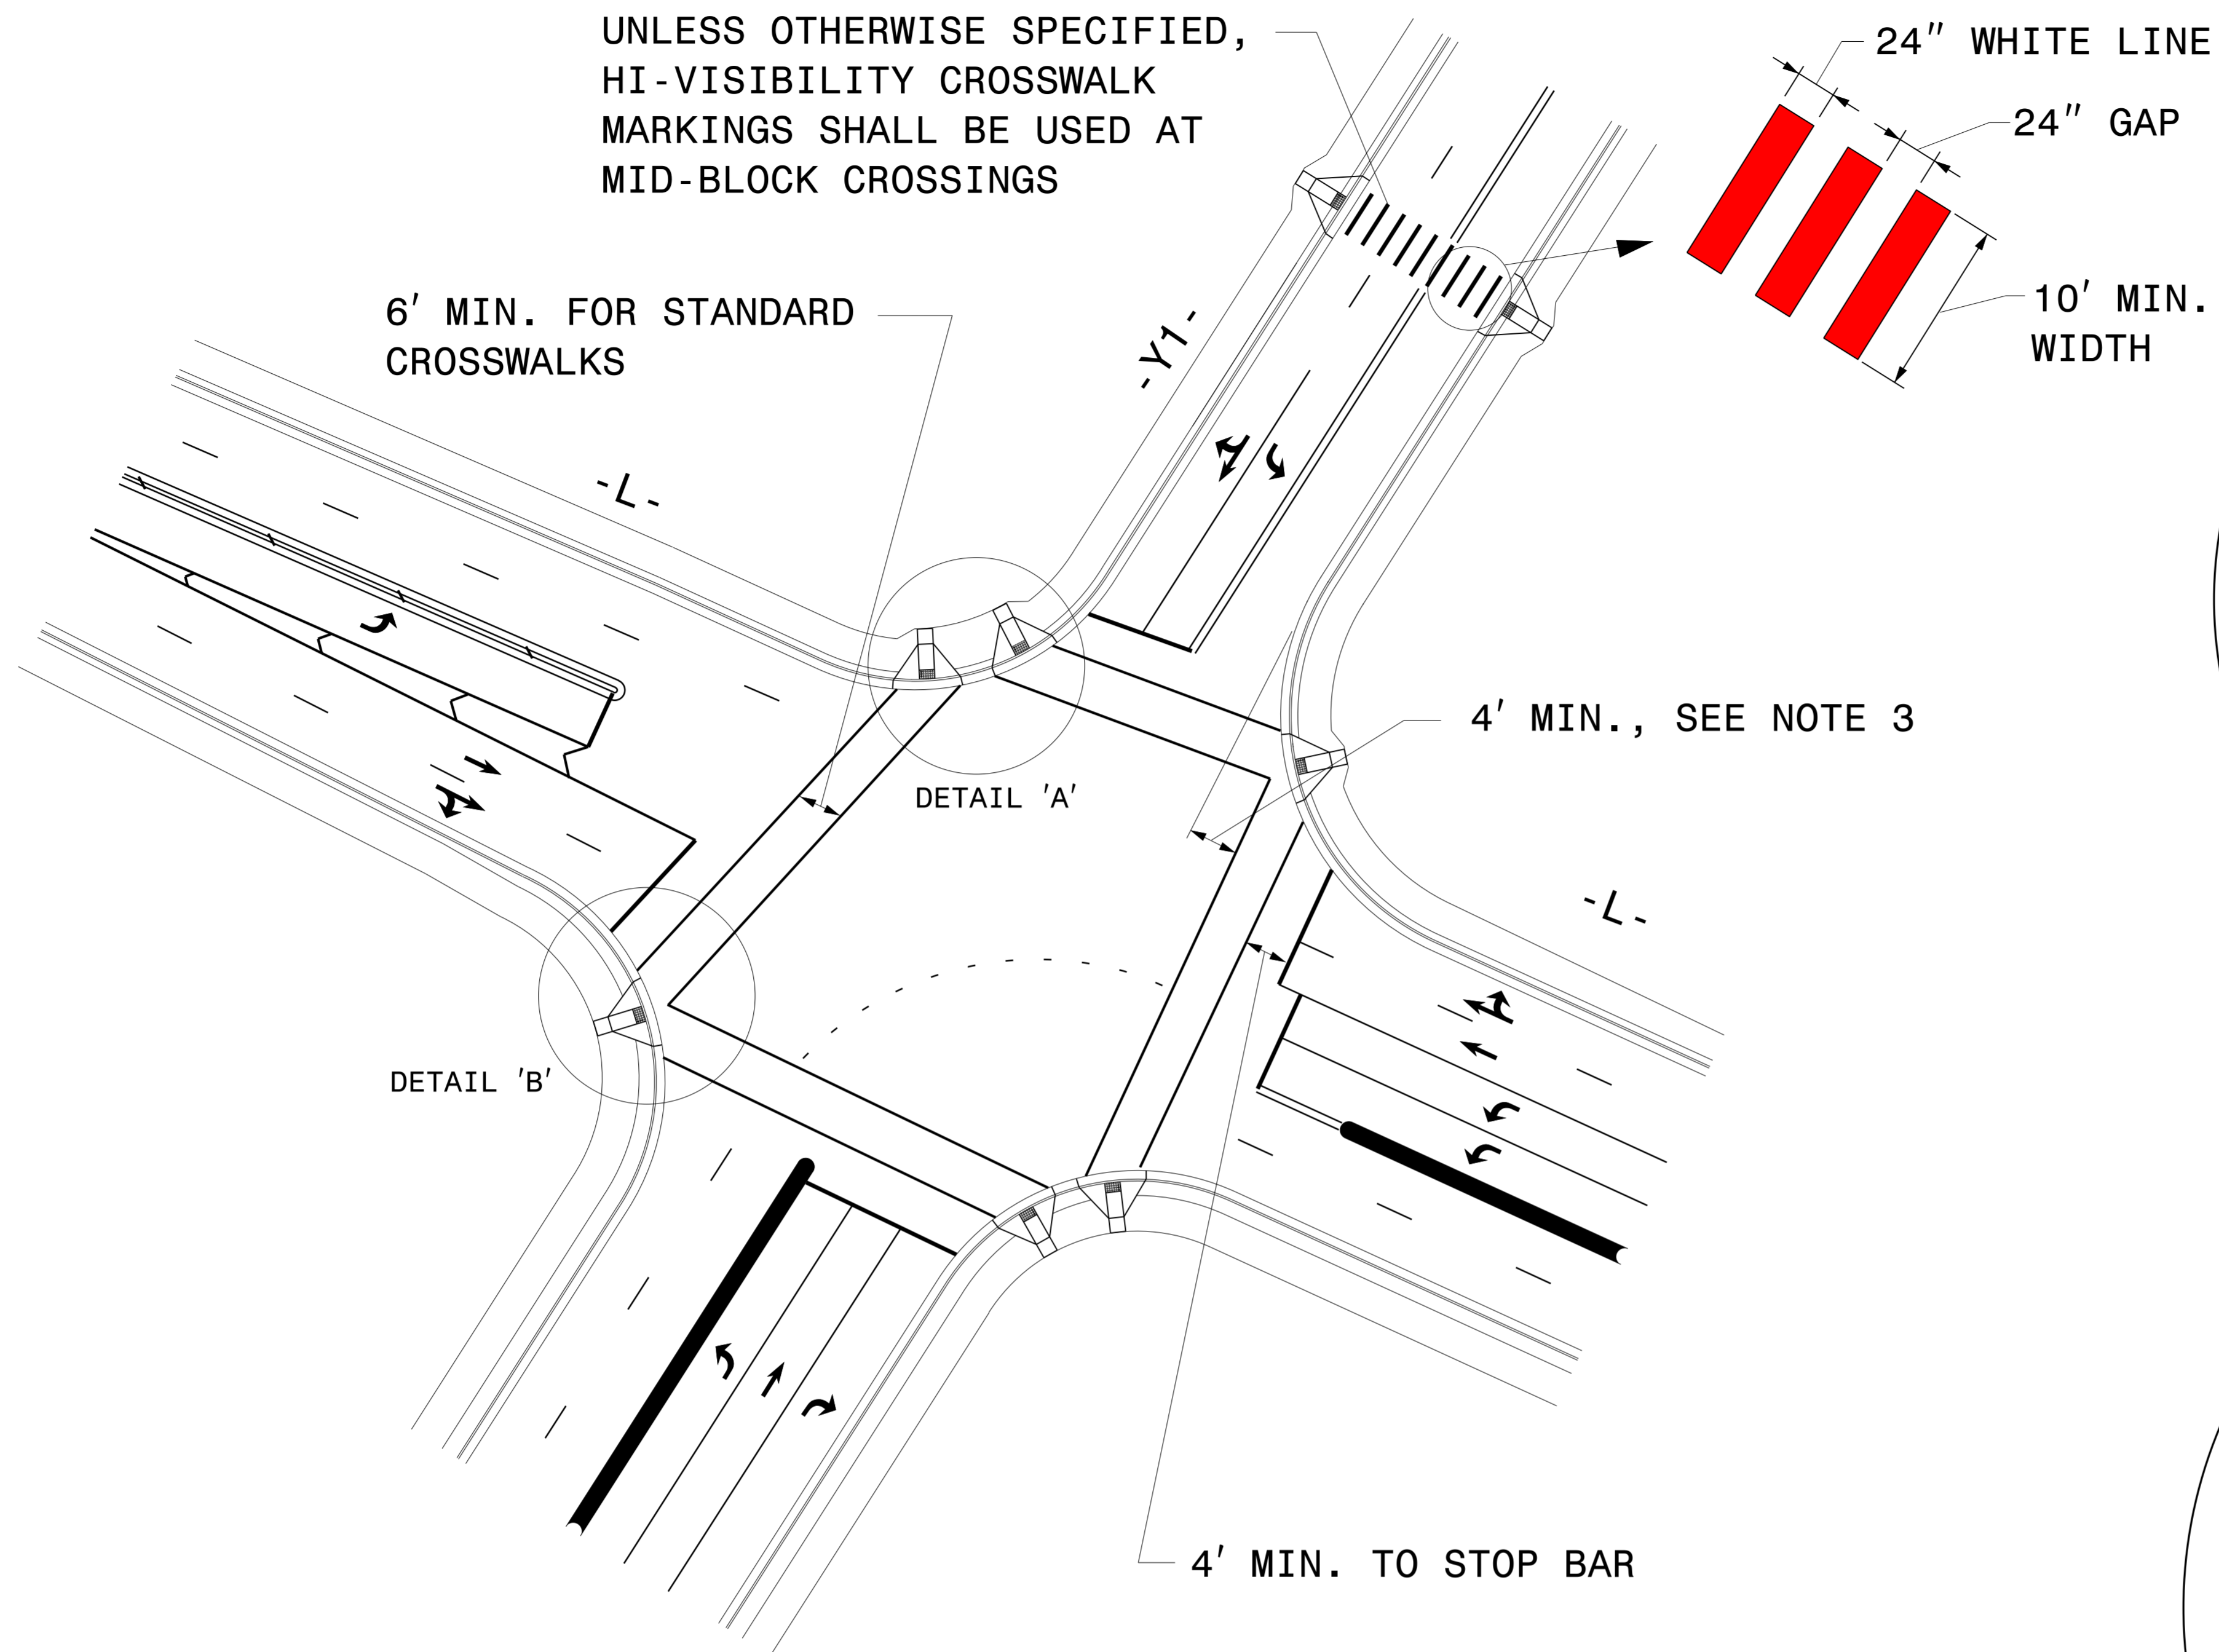 UNLESS OTHERWISE SPECIFIED,
HI-VISIBILITY CROSSWALK
MARKINGS SHALL BE USED AT
MID-BLOCK CROSSINGS
24" WHITE LINE
24" GAP
10' MIN.
WIDTH
6' MIN. FOR STANDARD
CROSSWALKS
-Y1-
-L-
4' MIN., SEE NOTE 3
DETAIL 'A'
-L-
DETAIL 'B'
4' MIN. TO STOP BAR